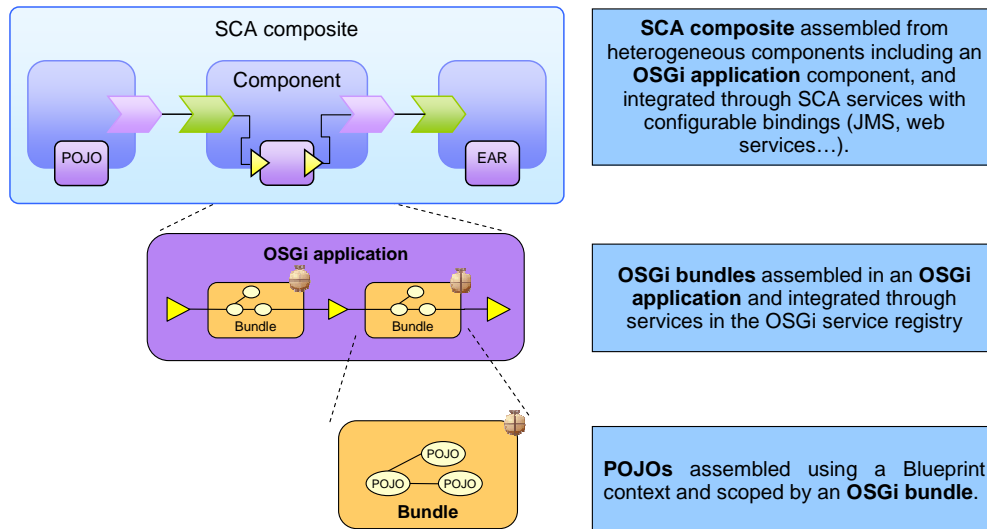 SCA composite
Component
POJO
EAR
SCA composite assembled from
heterogeneous components including an
OSGi application component, and
integrated through SCA services with
configurable bindings (JMS, web
services…).
OSGi application
Bundle
Bundle
OSGi bundles assembled in an OSGi
application and integrated through
services in the OSGi service registry
POJO
POJO
POJO
Bundle
POJOs assembled using a Blueprint
context and scoped by an OSGi bundle.